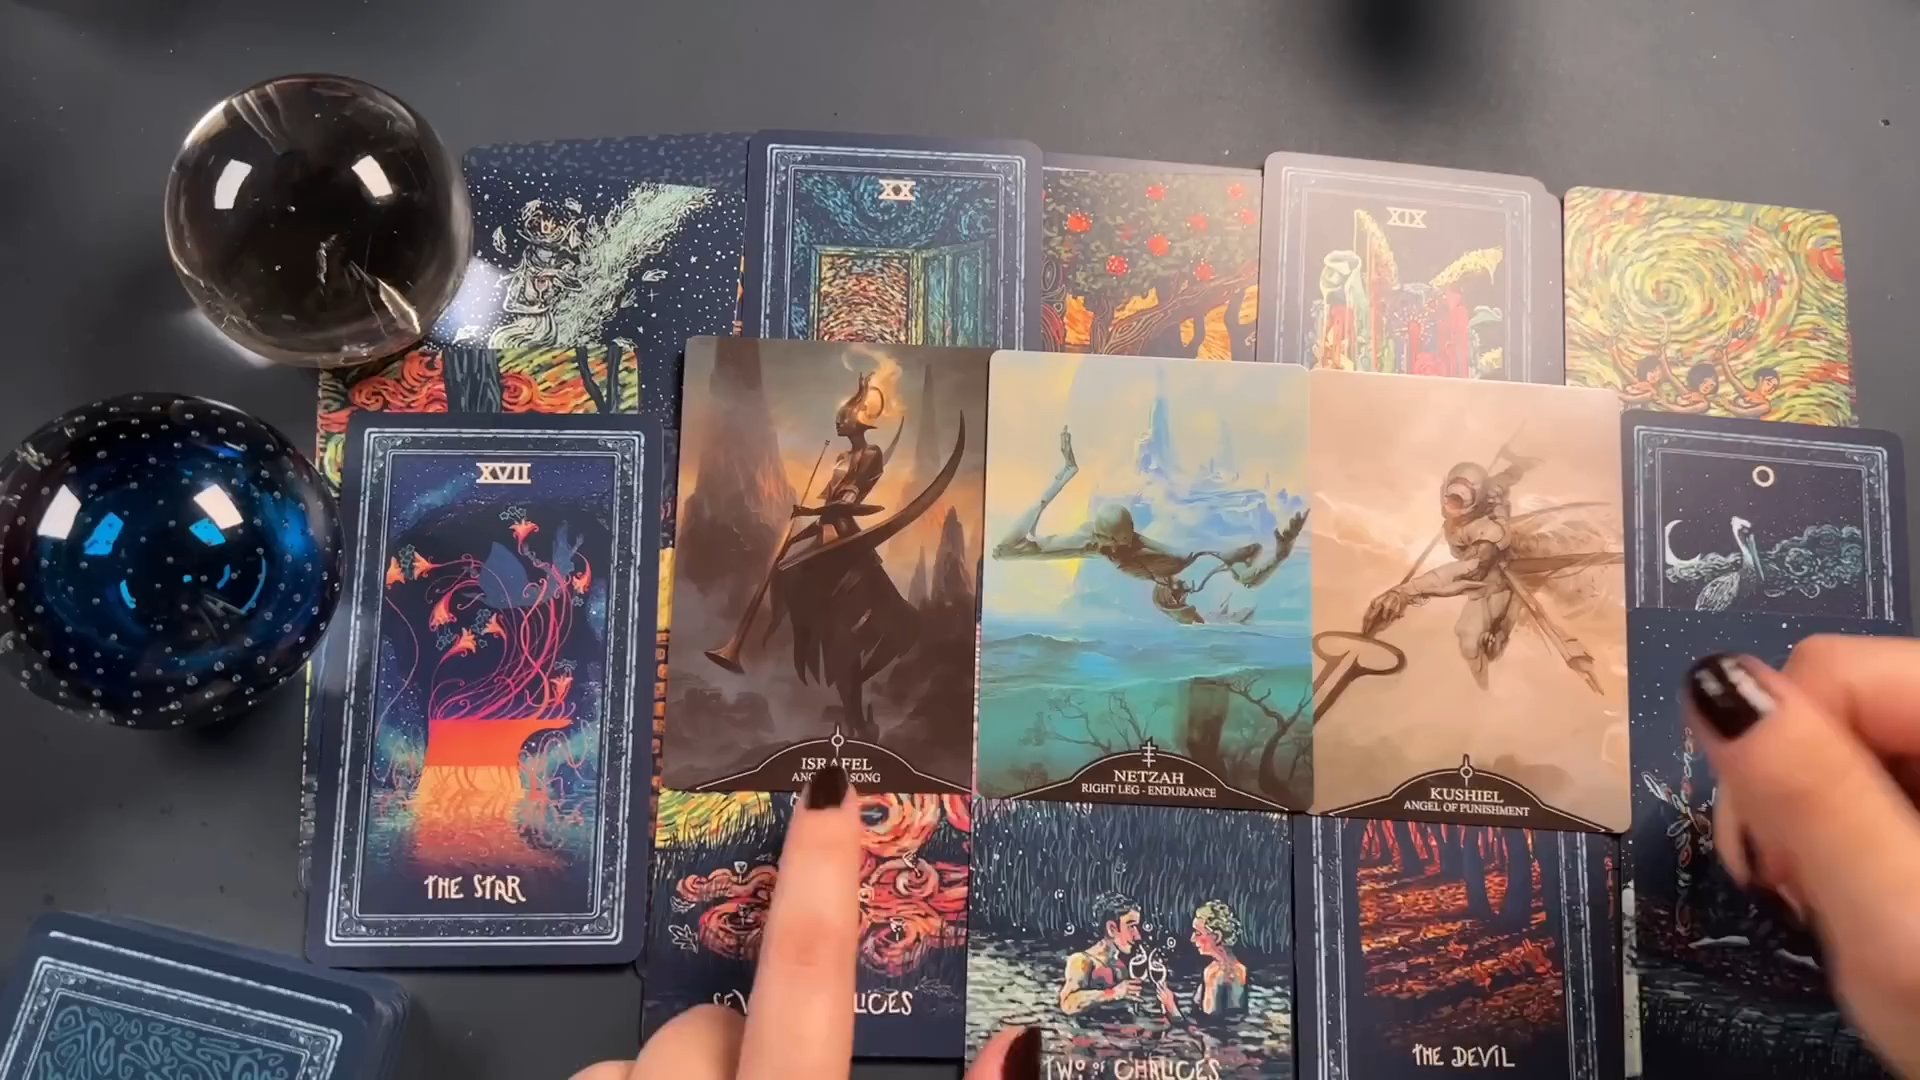 XX
XIX
XVII
THE STAR
ISRAFEL
SONG
NETZAH
RIGHT LEG - ENDURANCE
KUSHIEL
ANGEL OF PUNISHMENT
TWO OF CHALICES
THE DEVIL